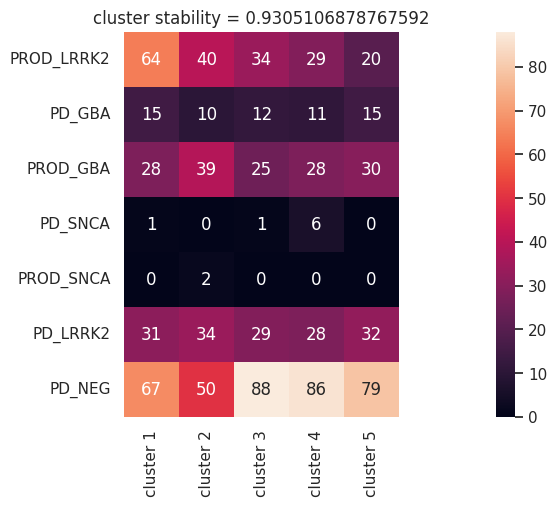 cluster stability = 0.9305106878767592
PROD_LRRK2 64 40 34 29 20
PD_GBA 15 10 12 11 15
PROD_GBA 28 39 25 28 30
PD_SNCA 1 0 1 6 0
PROD_SNCA 0 2 0 0 0
PD_LRRK2 31 34 29 28 32
PD_NEG 67 50 88 86 79
cluster 1 cluster 2 cluster 3 cluster 4 cluster 5
80
70
60
50
40
30
20
10
0